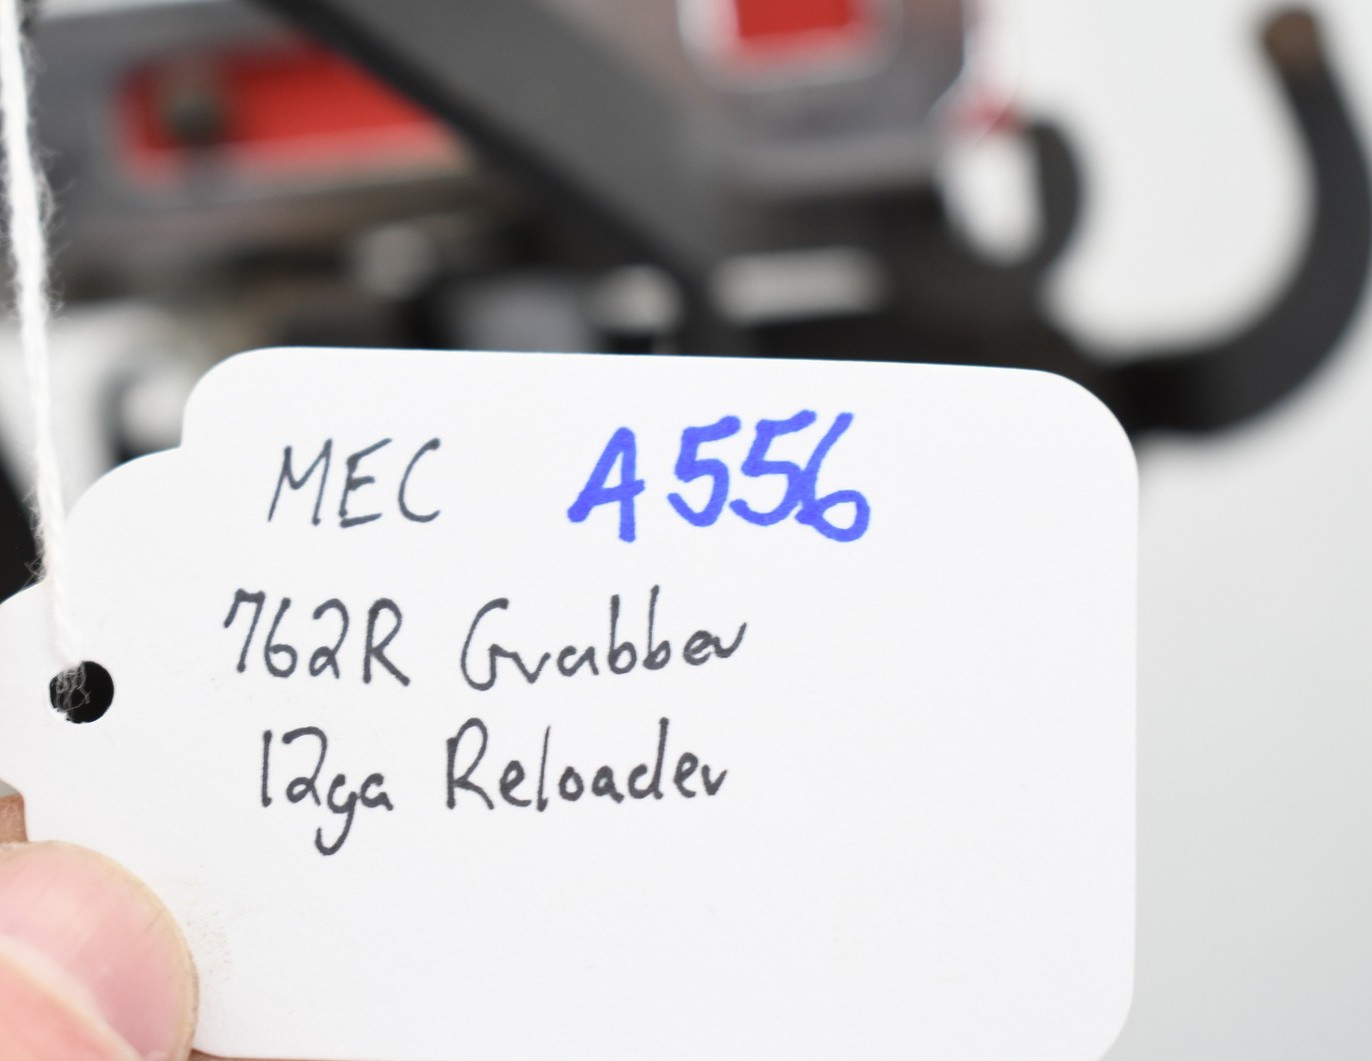 MEC A556
762R Grabber
12ga Reloader